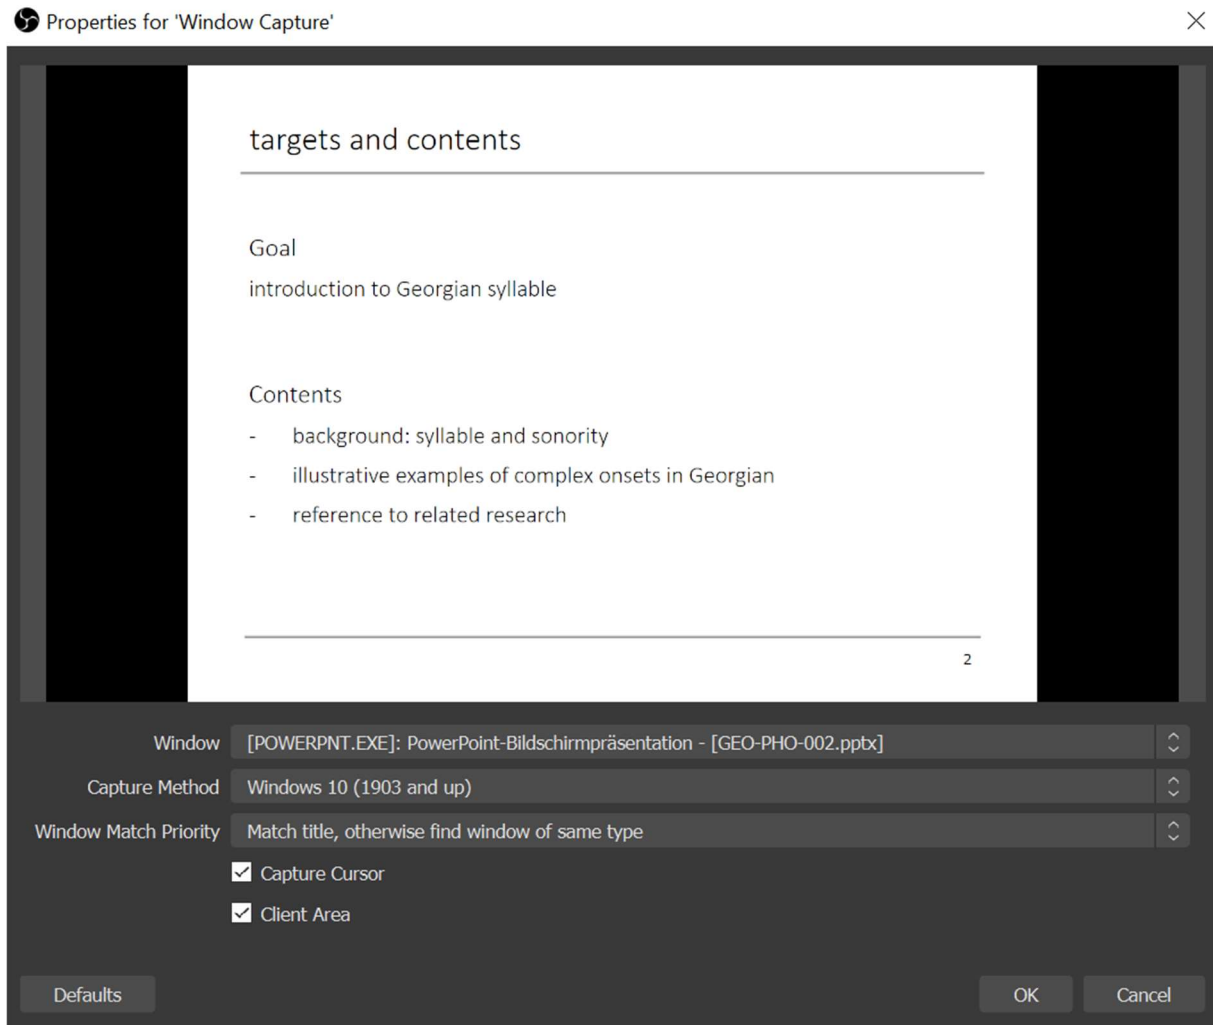 Properties for 'Window Capture'
targets and contents
Goal
introduction to Georgian syllable
Contents
- background: syllable and sonority
- illustrative examples of complex onsets in Georgian
- reference to related research
2
Window [POWERPNT.EXE]: PowerPoint-Bildschirmpräsentation - [GEO-PHO-002.pptx]
Capture Method Windows 10 (1903 and up)
Window Match Priority Match title, otherwise find window of same type
Capture Cursor
Client Area
Defaults OK Cancel